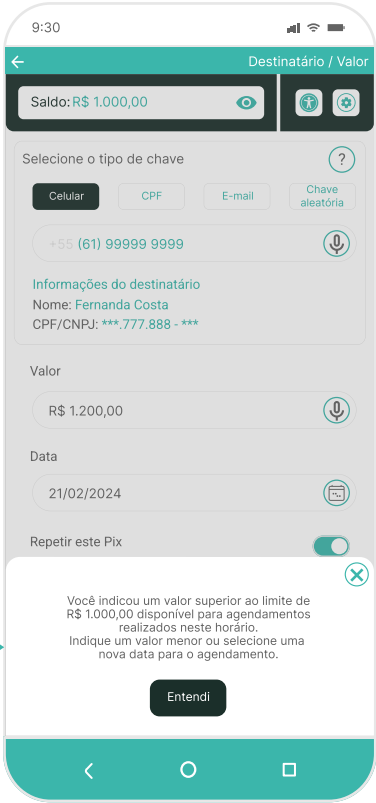 9:30
Destinatário / Valor
Saldo: R$ 1.000,00
Selecione o tipo de chave
?
Celular
CPF
E-mail
Chave
aleatória
+55 (61) 99999 9999
Informações do destinatário
Nome: Fernanda Costa
CPF/CNPJ: ***.777.888 - ***
Valor
R$ 1.200,00
Data
21/02/2024
Repetir este Pix
Você indicou um valor superior ao limite de
R$ 1.000,00 disponível para agendamentos
realizados neste horário.
Indique um valor menor ou selecione uma
nova data para o agendamento.
Entendi